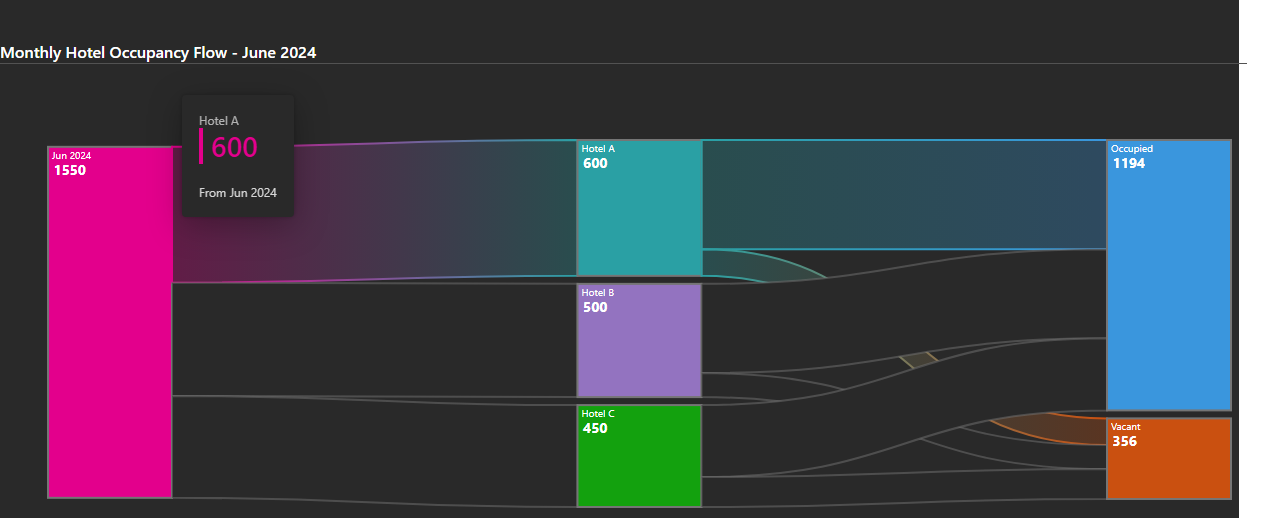 Monthly Hotel Occupancy Flow - June 2024
Hotel A
600
From Jun 2024
Jun 2024
1550
Hotel A
600
Hotel B
500
Hotel C
450
Occupied
1194
Vacant
356